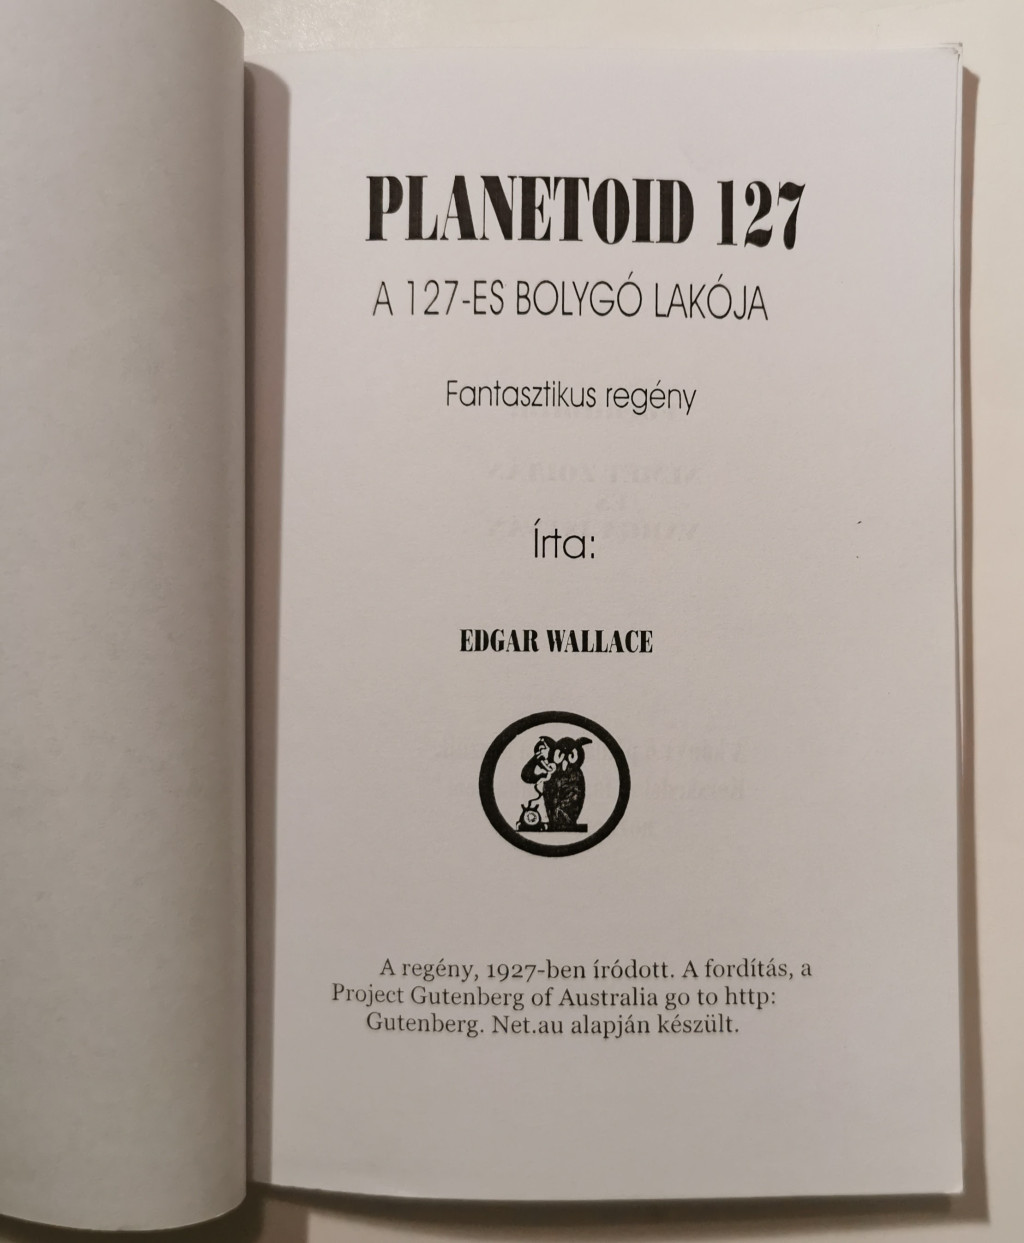 PLANETOID 127
A 127-ES BOLYGÓ LAKÓJA
Fantasztikus regény
Írta:
EDGAR WALLACE
A regény, 1927-ben íródott. A fordítás, a
Project Gutenberg of Australia go to http:
Gutenberg. Net.au alapján készült.